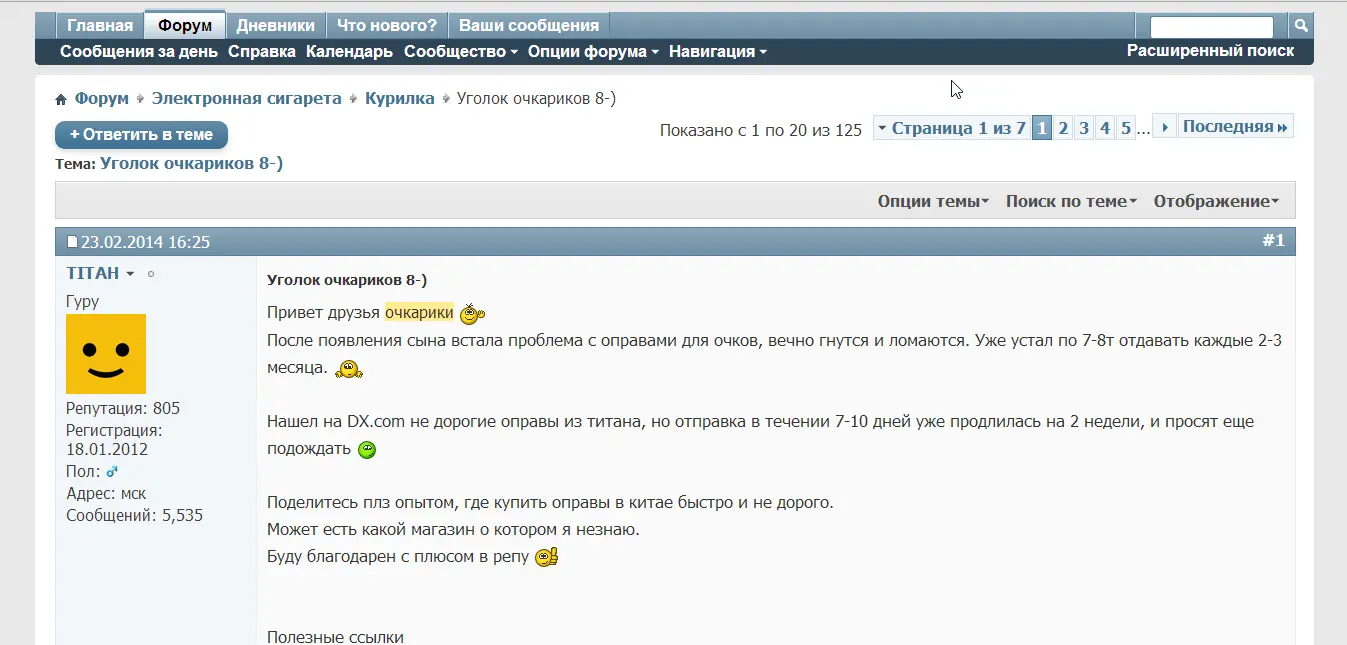 Главная Форум Дневники Что нового? Ваши сообщения
Сообщения за день Справка Календарь Сообщество Опции форума Навигация Расширенный поиск
Форум Электронная сигарета Курилка Уголок очкариков 8-)
+ Ответить в теме Показано с 1 по 20 из 125 Страница 1 из 7 1 2 3 4 5 ... Последняя
Тема: Уголок очкариков 8-)
Опции темы Поиск по теме Отображение
23.02.2014 16:25 #1
TITAH
Гуру
Репутация: 805
Регистрация:
18.01.2012
Пол: ♂
Адрес: мск
Сообщений: 5,535
Уголок очкариков 8-)
Привет друзья очкарики
После появления сына встала проблема с оправами для очков, вечно гнутся и ломаются. Уже устал по 7-8т отдавать каждые 2-3
месяца.
Нашел на DX.com не дорогие оправы из титана, но отправка в течении 7-10 дней уже продлилась на 2 недели, и просят еще
подождать
Поделитесь плз опытом, где купить оправы в китае быстро и не дорого.
Может есть какой магазин о котором я незнаю.
Буду благодарен с плюсом в репу
Полезные ссылки